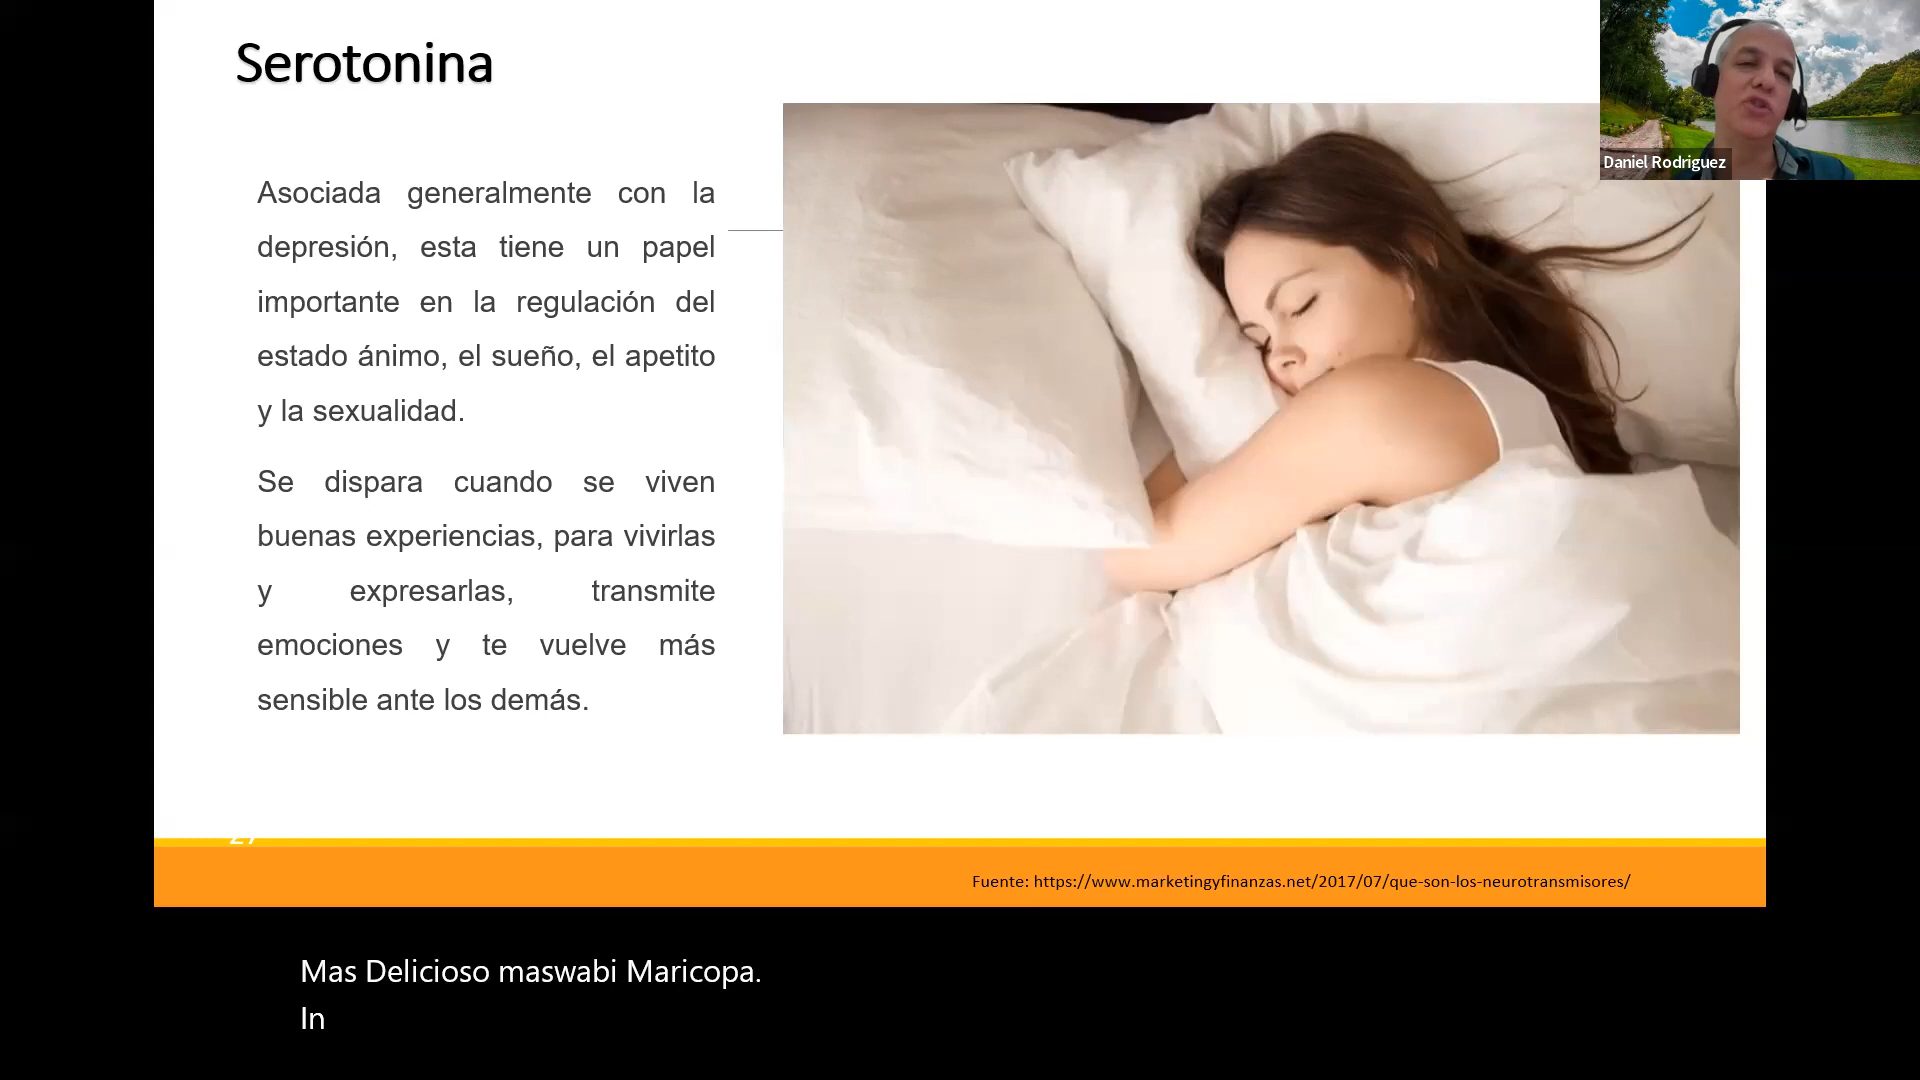 Serotonina
Daniel Rodriguez
Asociada generalmente con la
depresión, esta tiene un papel
importante en la regulación del
estado ánimo, el sueño, el apetito
y la sexualidad.
Se dispara cuando se viven
buenas experiencias, para vivirlas
y expresarlas, transmite
emociones y te vuelve más
sensible ante los demás.
Fuente: https://www.marketingyfinanzas.net/2017/07/que-son-los-neurotransmisores/
Mas Delicioso maswabi Maricopa.
In